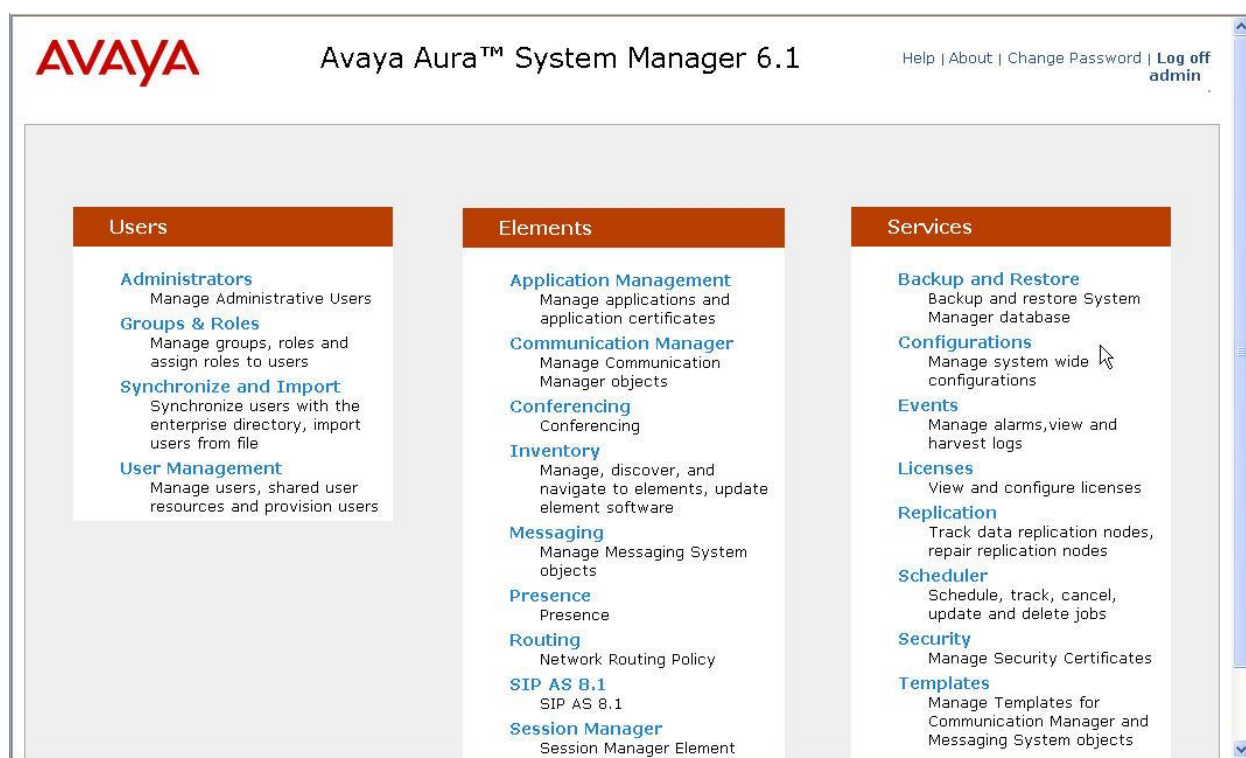 AVAYA
Avaya Aura™ System Manager 6.1
Help | About | Change Password | Log off
admin
Users
Administrators
Manage Administrative Users
Groups & Roles
Manage groups, roles and
assign roles to users
Synchronize and Import
Synchronize users with the
enterprise directory, import
users from file
User Management
Manage users, shared user
resources and provision users
Elements
Application Management
Manage applications and
application certificates
Communication Manager
Manage Communication
Manager objects
Conferencing
Conferencing
Inventory
Manage, discover, and
navigate to elements, update
element software
Messaging
Manage Messaging System
objects
Presence
Presence
Routing
Network Routing Policy
SIP AS 8.1
SIP AS 8.1
Session Manager
Session Manager Element
Services
Backup and Restore
Backup and restore System
Manager database
Configurations
Manage system wide
configurations
Events
Manage alarms,view and
harvest logs
Licenses
View and configure licenses
Replication
Track data replication nodes,
repair replication nodes
Scheduler
Schedule, track, cancel,
update and delete jobs
Security
Manage Security Certificates
Templates
Manage Templates for
Communication Manager and
Messaging System objects